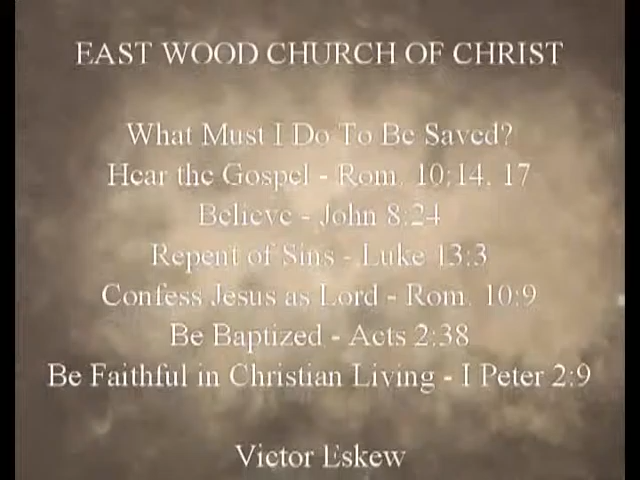 EAST WOOD CHURCH OF CHRIST
What Must I Do To Be Saved?
Hear the Gospel - Rom. 10:14, 17
Believe - John 8:24
Repent of Sins - Luke 13:3
Confess Jesus as Lord - Rom. 10:9
Be Baptized - Acts 2:38
Be Faithful in Christian Living - I Peter 2:9
Victor Eskew